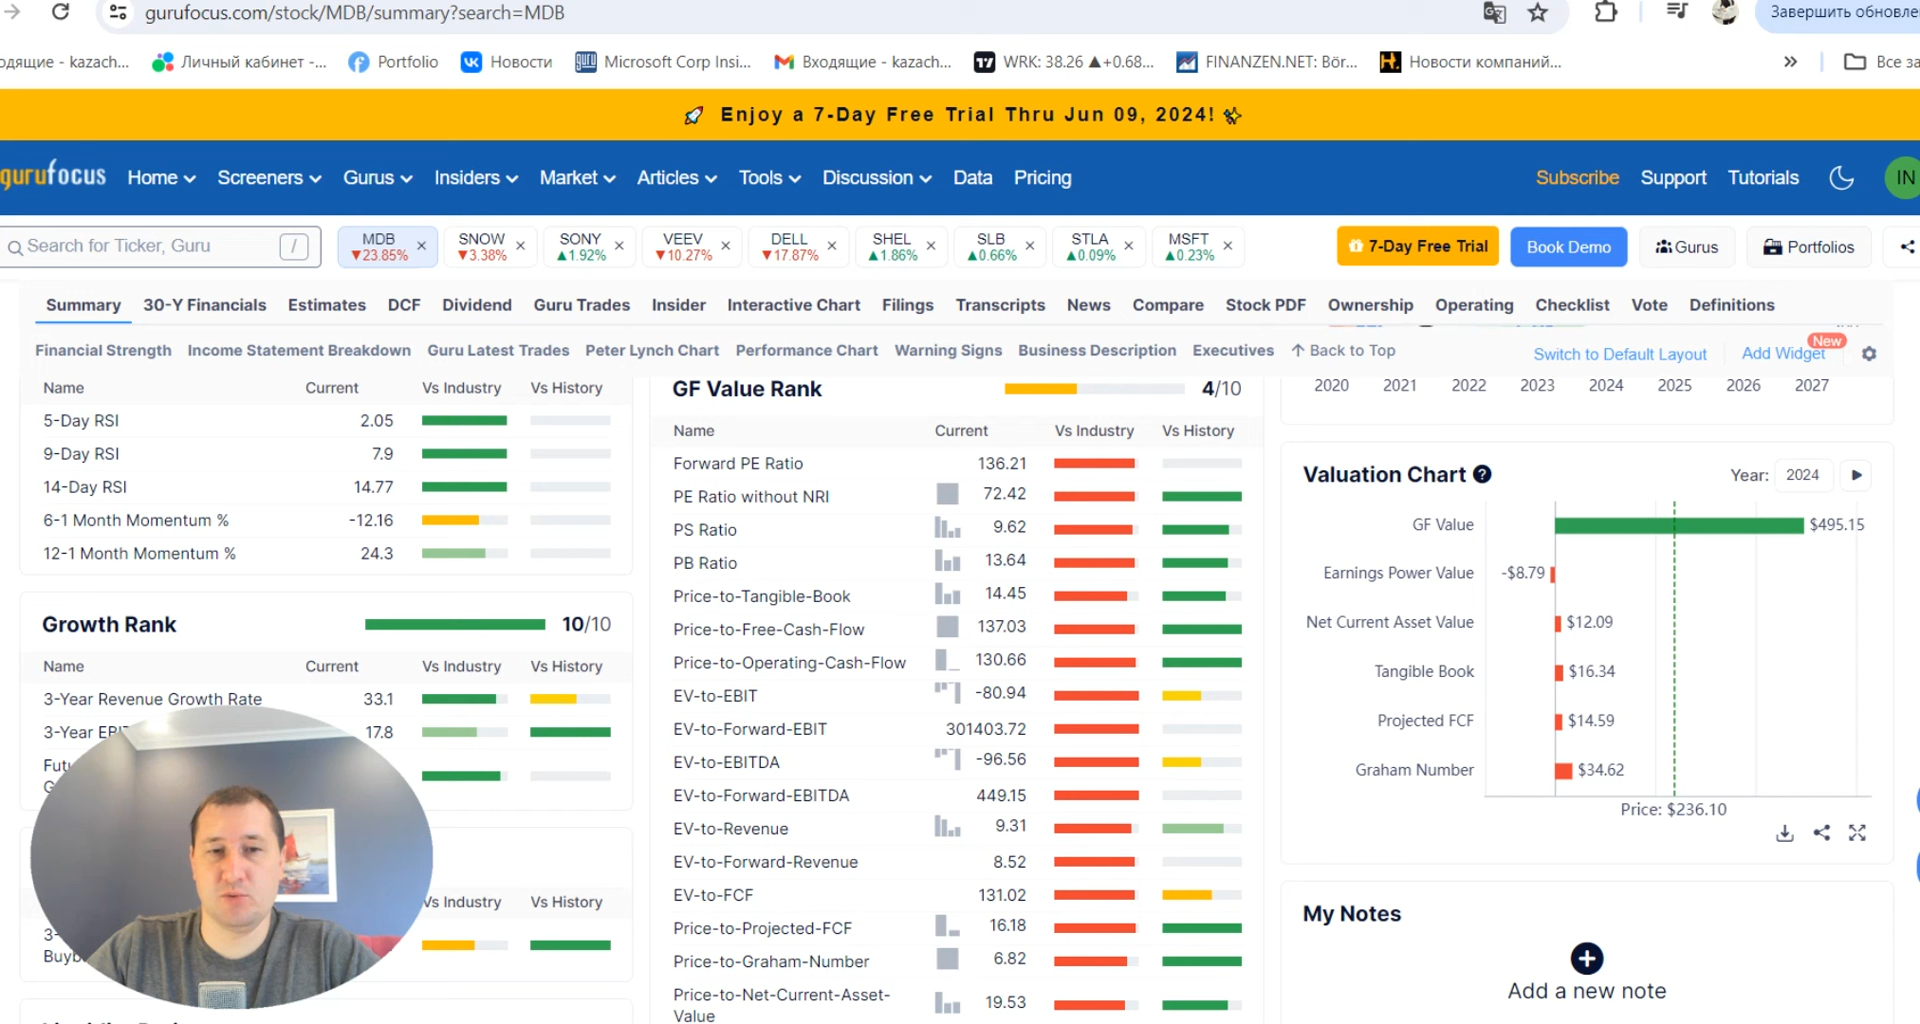 gurufocus.com/stock/MDB/summary?search=MDB
Завершить обновле
одящие - kazach...
Личный кабинет -...
Portfolio
Новости
Microsoft Corp Insi...
Входящие - kazach...
WRK: 38.26 ▲+0.68...
FINANZEN.NET: Bör...
Новости компаний...
»
Все за
🚀 Enjoy a 7-Day Free Trial Thru Jun 09, 2024! ✨
gurufocus
Home
Screeners
Gurus
Insiders
Market
Articles
Tools
Discussion
Data
Pricing
Subscribe
Support
Tutorials
IN
Search for Ticker, Guru /
MDB ×
▼23.85%
SNOW ×
▼3.38%
SONY ×
▲1.92%
VEEV ×
▼10.27%
DELL ×
▼17.87%
SHEL ×
▲1.86%
SLB ×
▲0.66%
STLA ×
▲0.09%
MSFT ×
▲0.23%
7-Day Free Trial
Book Demo
Gurus
Portfolios
Summary
30-Y Financials
Estimates
DCF
Dividend
Guru Trades
Insider
Interactive Chart
Filings
Transcripts
News
Compare
Stock PDF
Ownership
Operating
Checklist
Vote
Definitions
Financial Strength
Income Statement Breakdown
Guru Latest Trades
Peter Lynch Chart
Performance Chart
Warning Signs
Business Description
Executives
↑ Back to Top
Switch to Default Layout
Add Widget
New
Name Current Vs Industry Vs History
5-Day RSI 2.05
9-Day RSI 7.9
14-Day RSI 14.77
6-1 Month Momentum % -12.16
12-1 Month Momentum % 24.3
Growth Rank 10/10
Name Current Vs Industry Vs History
3-Year Revenue Growth Rate 33.1
3-Year EBIT 17.8
Futu
G
Vs Industry Vs History
3-
Buyb
GF Value Rank 4/10
Name Current Vs Industry Vs History
Forward PE Ratio 136.21
PE Ratio without NRI 72.42
PS Ratio 9.62
PB Ratio 13.64
Price-to-Tangible-Book 14.45
Price-to-Free-Cash-Flow 137.03
Price-to-Operating-Cash-Flow 130.66
EV-to-EBIT -80.94
EV-to-Forward-EBIT 301403.72
EV-to-EBITDA -96.56
EV-to-Forward-EBITDA 449.15
EV-to-Revenue 9.31
EV-to-Forward-Revenue 8.52
EV-to-FCF 131.02
Price-to-Projected-FCF 16.18
Price-to-Graham-Number 6.82
Price-to-Net-Current-Asset-
Value 19.53
2020 2021 2022 2023 2024 2025 2026 2027
Valuation Chart ? Year: 2024
GF Value $495.15
Earnings Power Value -$8.79
Net Current Asset Value $12.09
Tangible Book $16.34
Projected FCF $14.59
Graham Number $34.62
Price: $236.10
My Notes
Add a new note